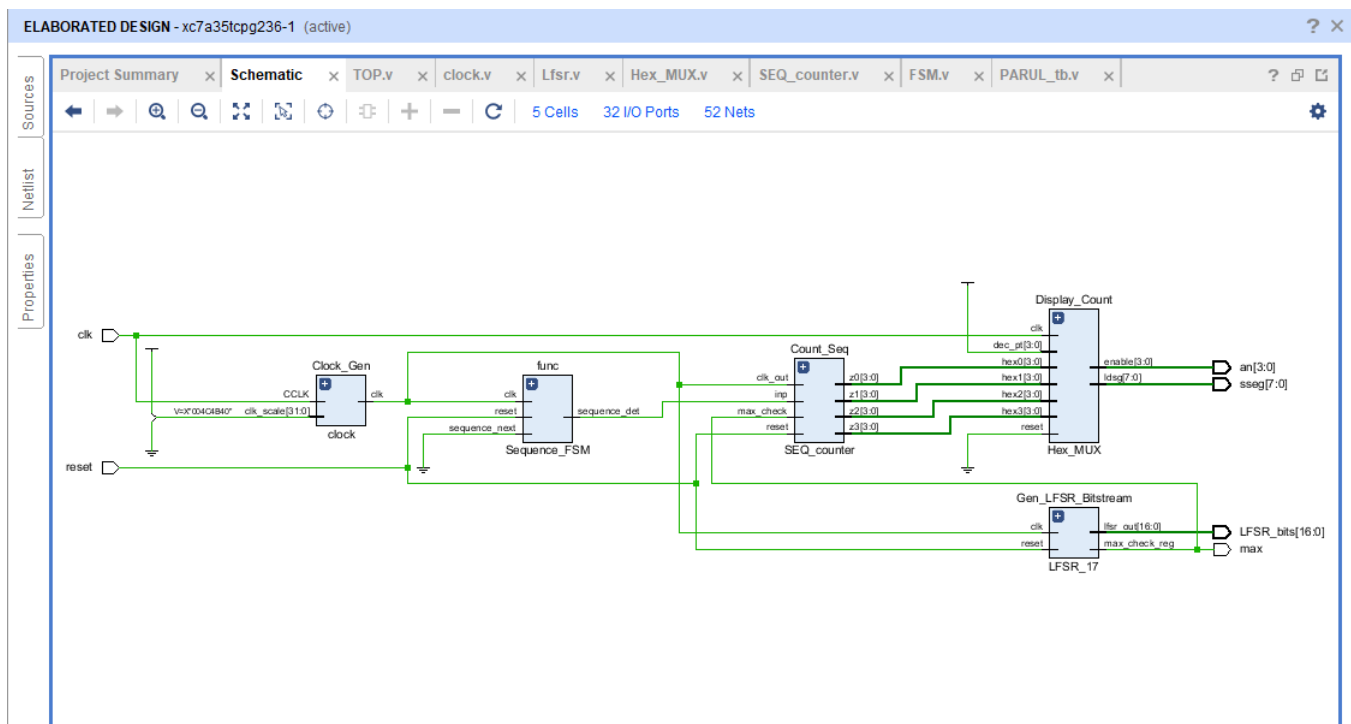 ELABORATED DESIGN - xc7a35tcpg236-1 (active)
Sources
Netlist
Properties
Project Summary Schematic TOP.v clock.v Lfsr.v Hex_MUX.v SEQ_counter.v FSM.v PARUL_tb.v
5 Cells 32 I/O Ports 52 Nets
clk
reset
Clock_Gen
CCLK
V=X"004C4B40" clk_scale[31:0]
clk
clock
func
clk
reset
sequence_next
sequence_det
Sequence_FSM
Count_Seq
clk_out
inp
max_check
reset
z0[3:0]
z1[3:0]
z2[3:0]
z3[3:0]
SEQ_counter
Display_Count
clk
dec_pt[3:0]
hex0[3:0]
hex1[3:0]
hex2[3:0]
hex3[3:0]
reset
enable[3:0]
ldsg[7:0]
Hex_MUX
an[3:0]
sseg[7:0]
Gen_LFSR_Bitstream
clk
reset
lfsr_out[16:0]
max_check_reg
LFSR_17
LFSR_bits[16:0]
max